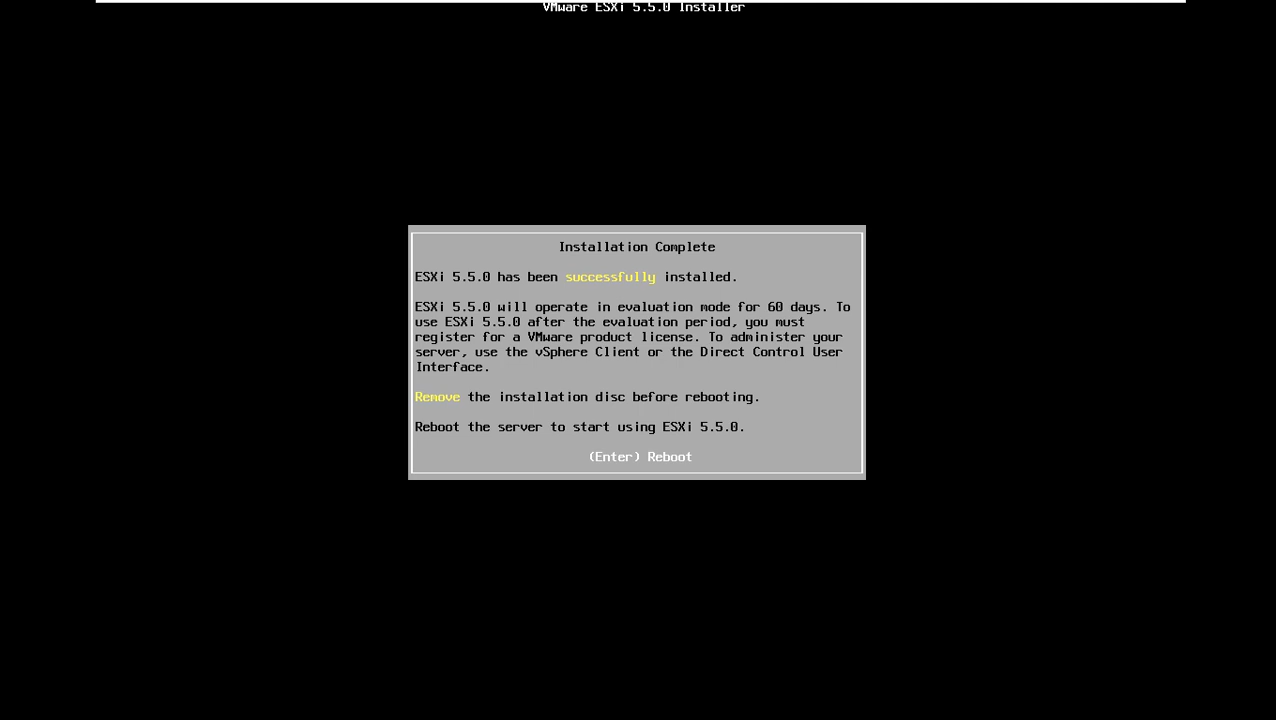 VMware ESXi 5.5.0 Installer
Installation Complete
ESXi 5.5.0 has been successfully installed.
ESXi 5.5.0 will operate in evaluation mode for 60 days. To
use ESXi 5.5.0 after the evaluation period, you must
register for a VMware product license. To administer your
server, use the vSphere Client or the Direct Control User
Interface.
Remove the installation disc before rebooting.
Reboot the server to start using ESXi 5.5.0.
(Enter) Reboot